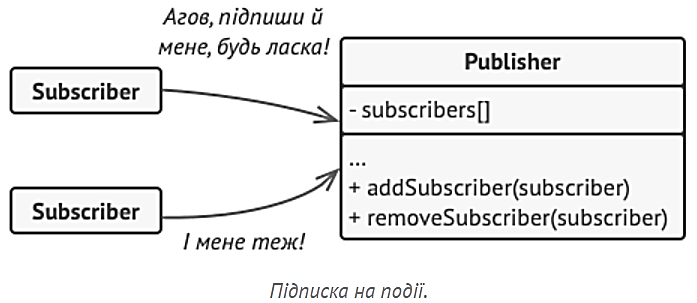 Агов, підпиши й
мене, будь ласка!
Subscriber
Publisher
- subscribers[]
...
+ addSubscriber(subscriber)
+ removeSubscriber(subscriber)
Subscriber
І мене теж!
Підписка на події.